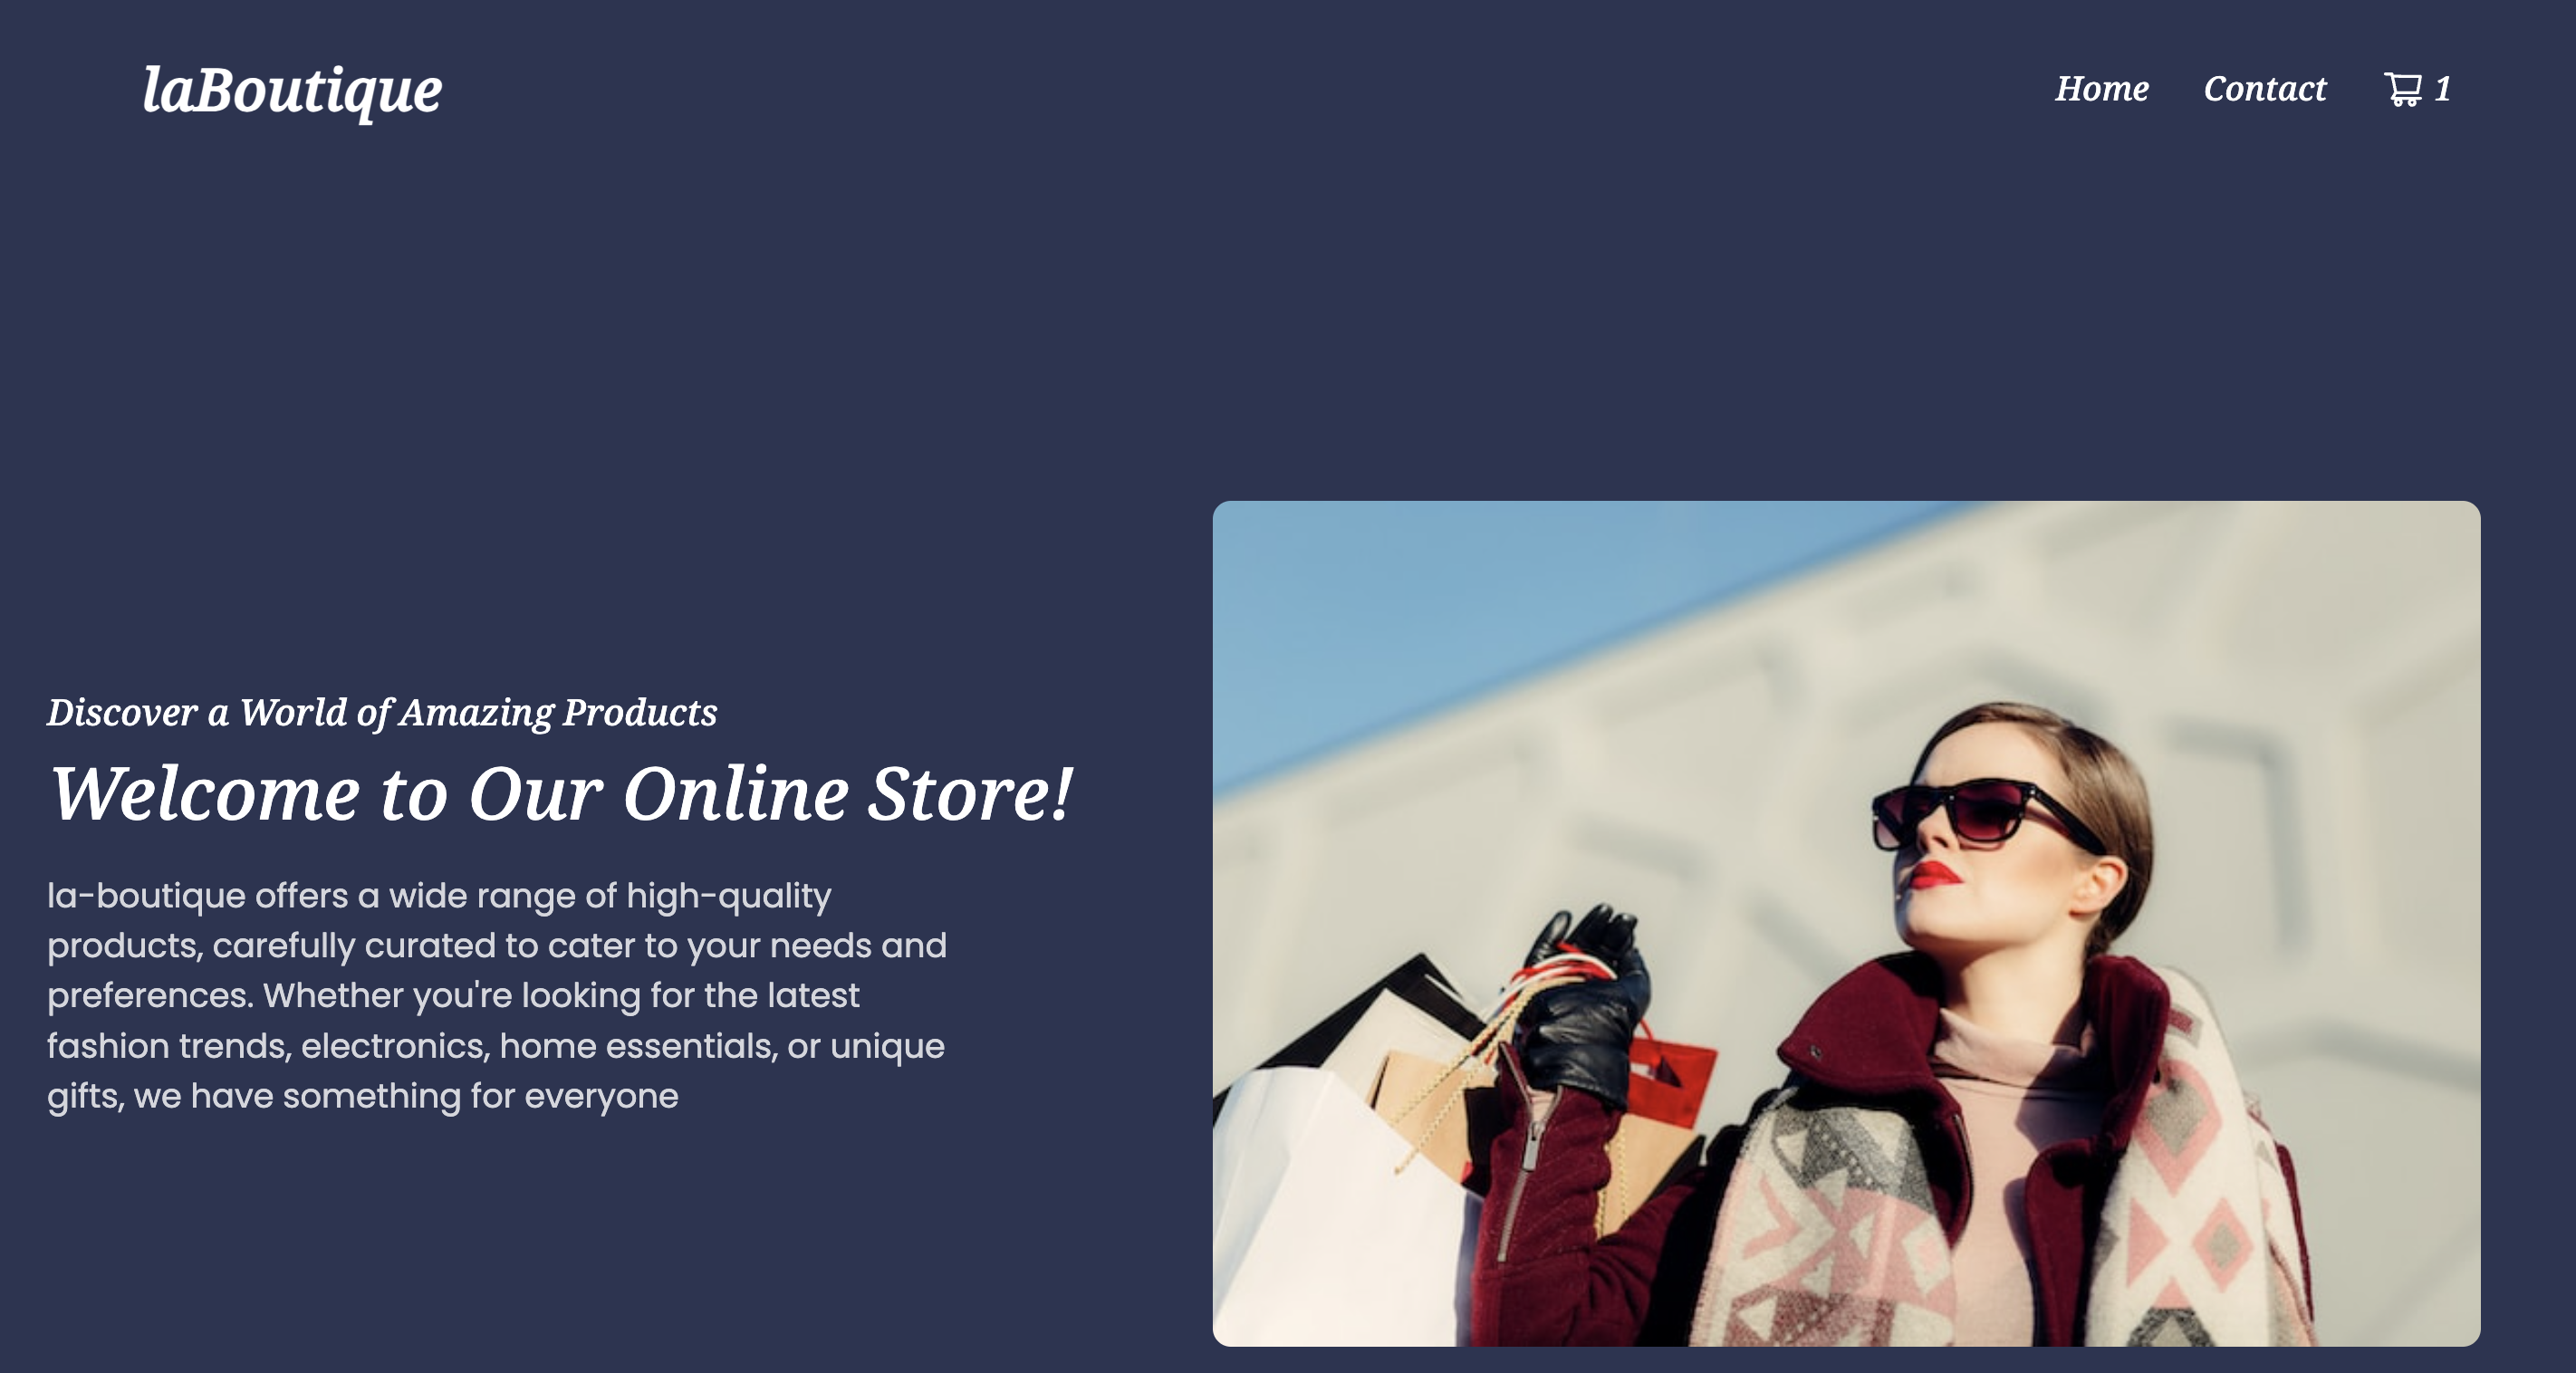 laBoutique
Home Contact 1
Discover a World of Amazing Products
Welcome to Our Online Store!
la-boutique offers a wide range of high-quality
products, carefully curated to cater to your needs and
preferences. Whether you're looking for the latest
fashion trends, electronics, home essentials, or unique
gifts, we have something for everyone